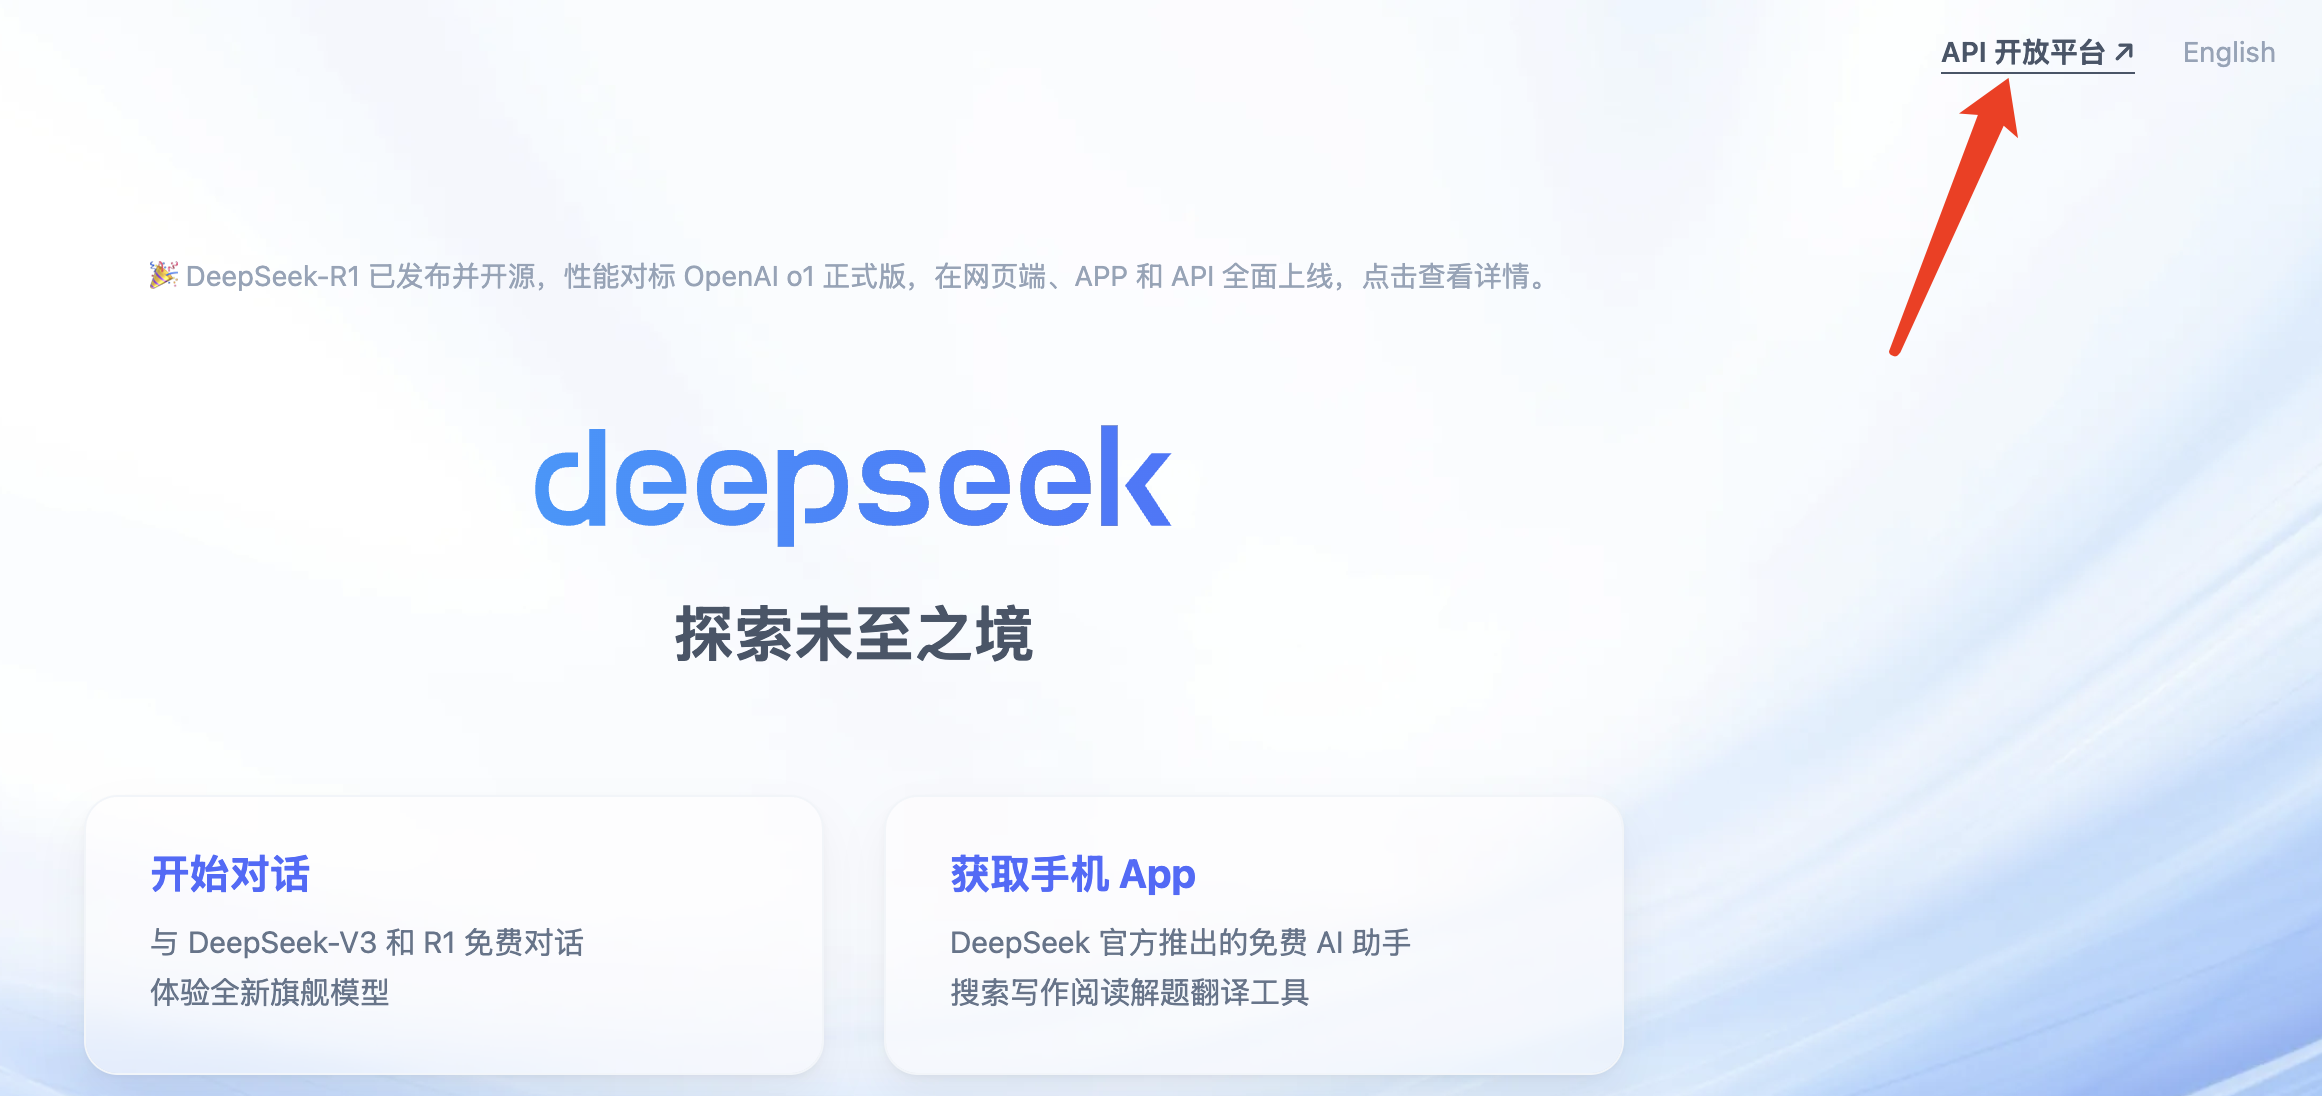 API 开放平台 ↗ English
🎉 DeepSeek-R1 已发布并开源，性能对标 OpenAI o1 正式版，在网页端、APP 和 API 全面上线，点击查看详情。
deepseek
探索未至之境
开始对话
与 DeepSeek-V3 和 R1 免费对话
体验全新旗舰模型
获取手机 App
DeepSeek 官方推出的免费 AI 助手
搜索写作阅读解题翻译工具